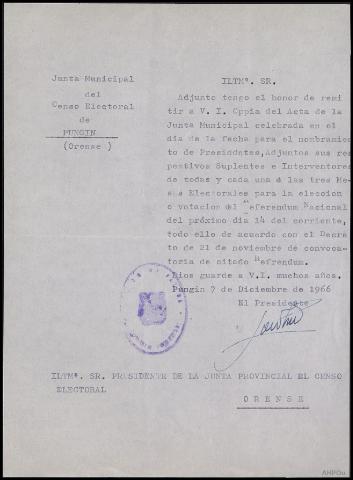 Junta Municipal
del
Censo Electoral
de
PUNGIN
(Orense )
ILTMº. SR.
Adjunto tengo el honor de remi
tir a V. I. Cppia del Acta de la
Junta Municipal celebrada en el
dia de la fecha para el nombramien
to de Presidetes, Adjuntos sus res
pectivos Suplentes e Interventores
de todas y cada una de las tres Me
sas Electorales para la eleccion
o votacion del Referendum Nacional
del próximo dia 14 del corriente,
todo ello de acuerdo con el Decre
to de 21 de noviembre de convoca-
toria de citado Referendum.
Dios guarde a V.I. muchos años.
Pungin 7 de Diciembre de 1966
El Presidente
ILTMº. SR. PRESIDENTE DE LA JUNTA PROVINCIAL EL CENSO
ELECTORAL
ORENSE
AHPOu